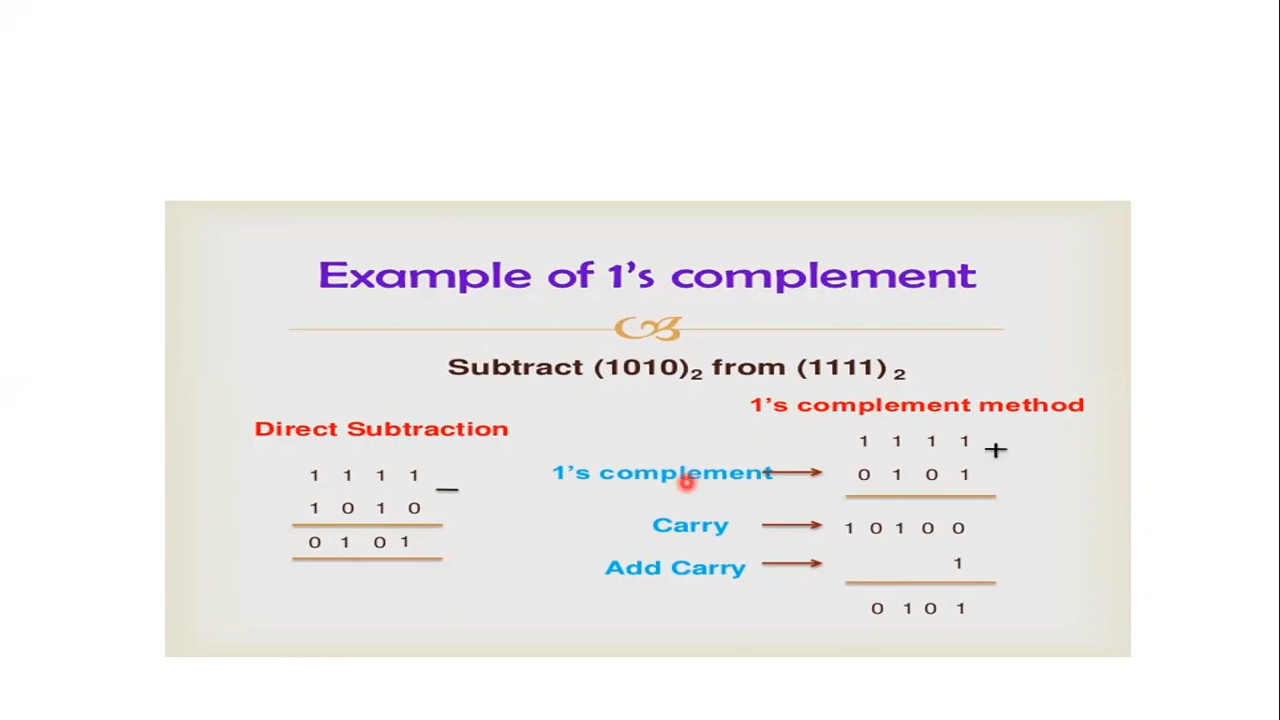 Example of 1's complement
Subtract (1010)2 from (1111) 2
Direct Subtraction
1 1 1 1
1 0 1 0 −
0 1 0 1
1's complement method
1 1 1 1 +
1's complement → 0 1 0 1
Carry → 1 0 1 0 0
Add Carry → 1
0 1 0 1